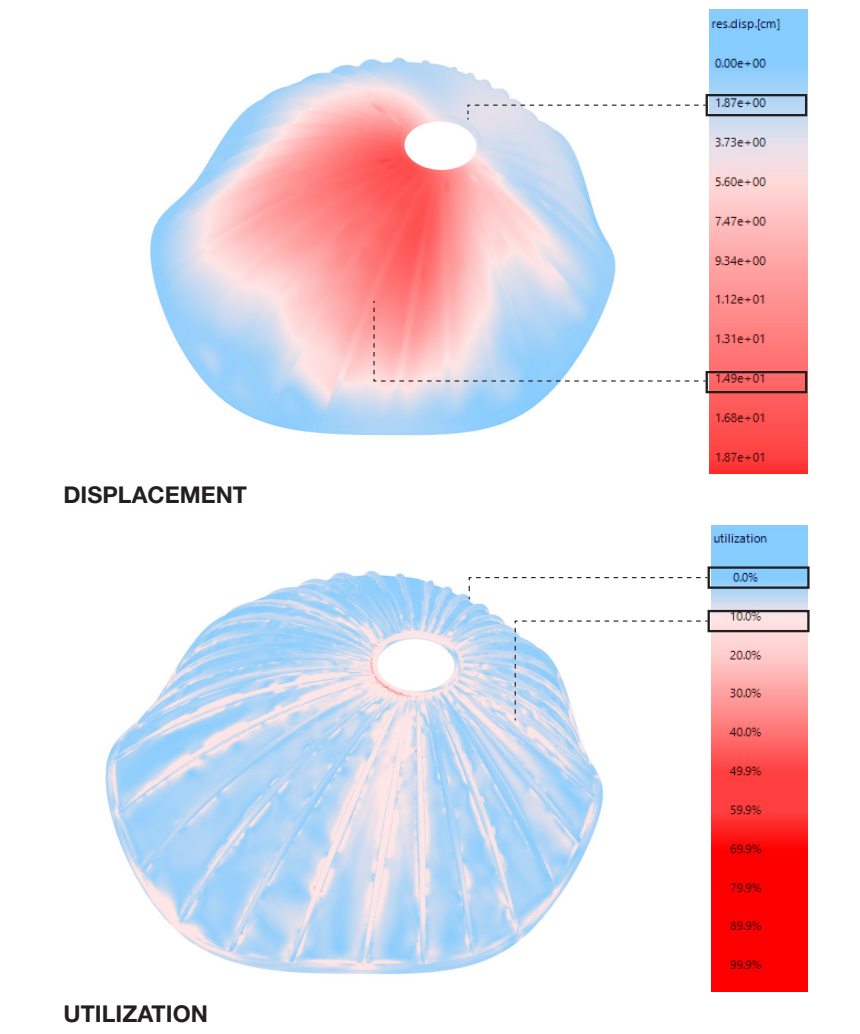 res.disp.[cm]
0.00e+00
1.87e+00
3.73e+00
5.60e+00
7.47e+00
9.34e+00
1.12e+01
1.31e+01
1.49e+01
1.68e+01
1.87e+01
DISPLACEMENT
utilization
0.0%
10.0%
20.0%
30.0%
40.0%
49.9%
59.9%
69.9%
79.9%
89.9%
99.9%
UTILIZATION